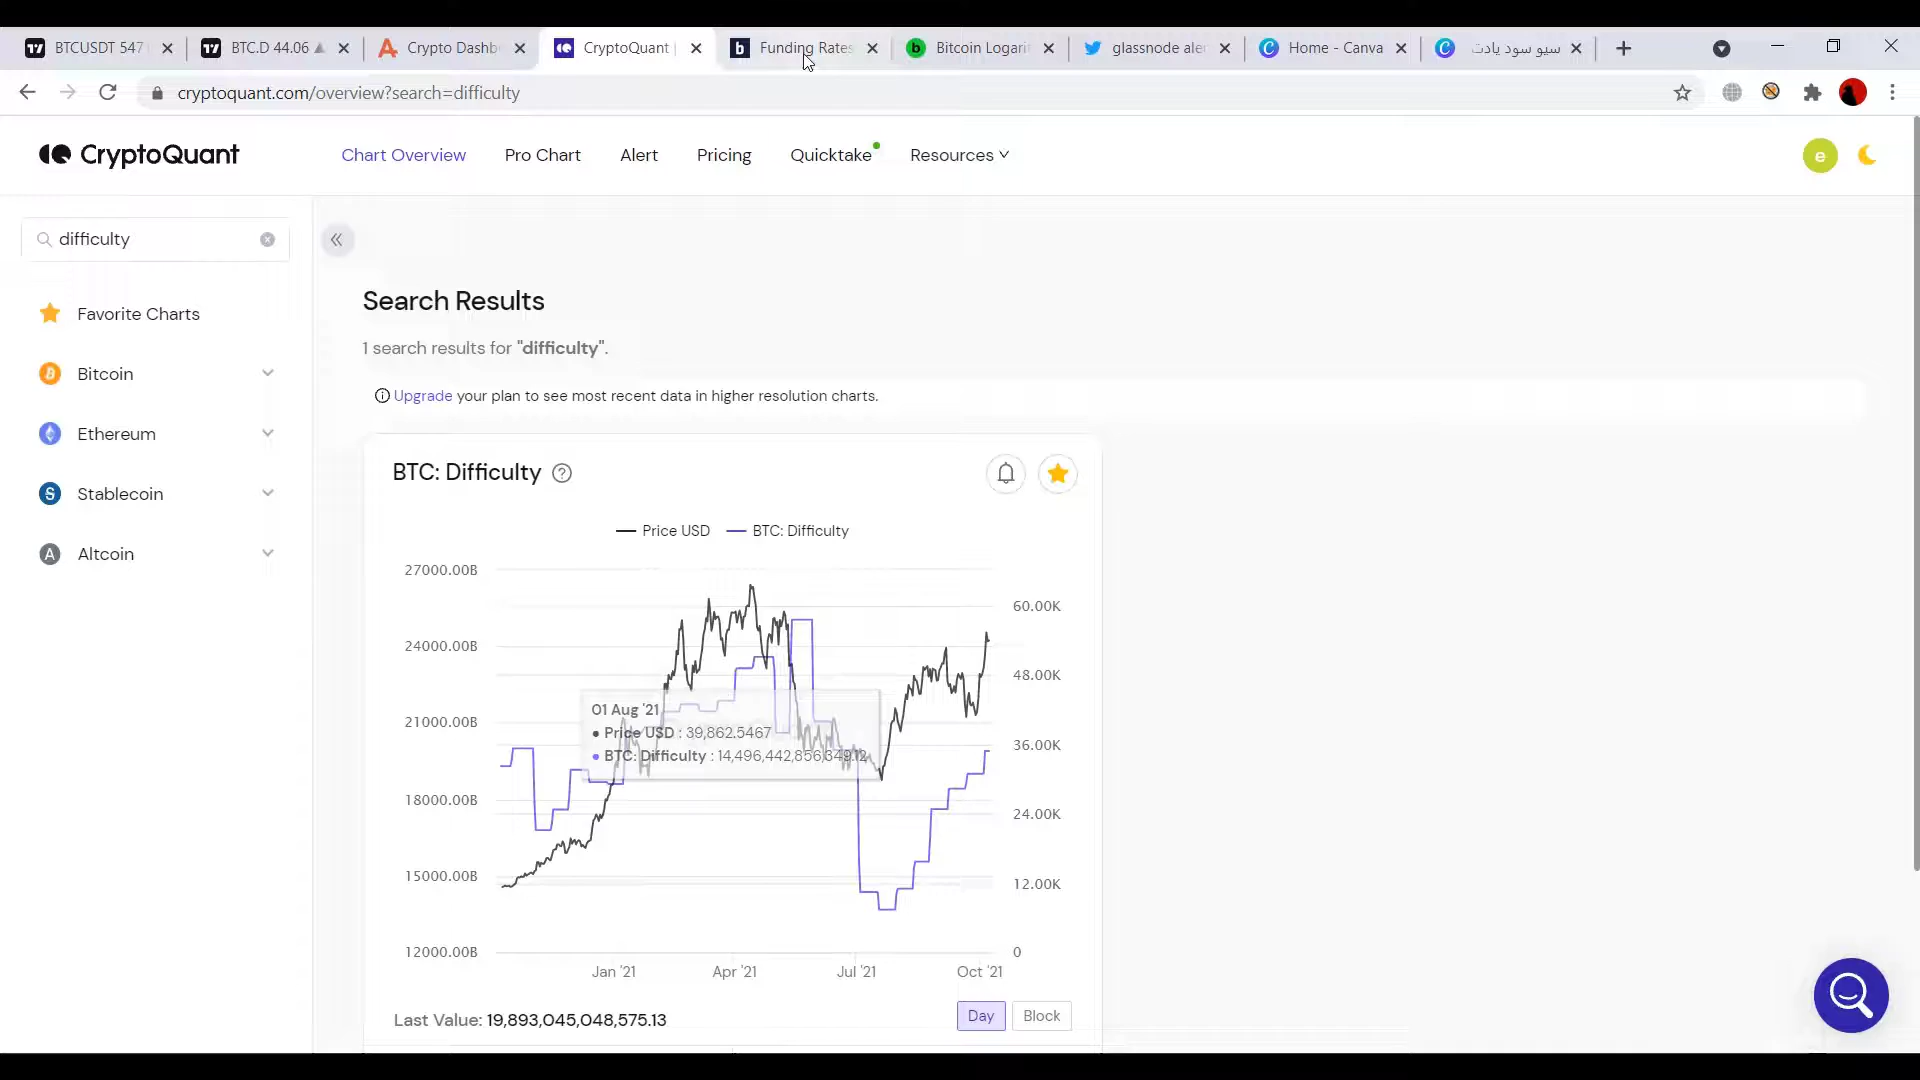 BTCUSDT 547
BTC.D 44.06 ▲
Crypto Dashb
CryptoQuant |
Funding Rates
Bitcoin Logari
glassnode aler
Home - Canva
سیو سود یادت
cryptoquant.com/overview?search=difficulty
CryptoQuant
Chart Overview
Pro Chart
Alert
Pricing
Quicktake
Resources
e
difficulty
Favorite Charts
Bitcoin
Ethereum
Stablecoin
Altcoin
Search Results
1 search results for "difficulty".
Upgrade your plan to see most recent data in higher resolution charts.
BTC: Difficulty
Price USD BTC: Difficulty
27000.00B
24000.00B
21000.00B
18000.00B
15000.00B
12000.00B
60.00K
48.00K
36.00K
24.00K
12.00K
0
01 Aug '21
● Price USD : 39,862.5467
● BTC: Difficulty : 14,496,442,856,349.12
Jan '21 Apr '21 Jul '21 Oct '21
Last Value: 19,893,045,048,575.13
Day Block